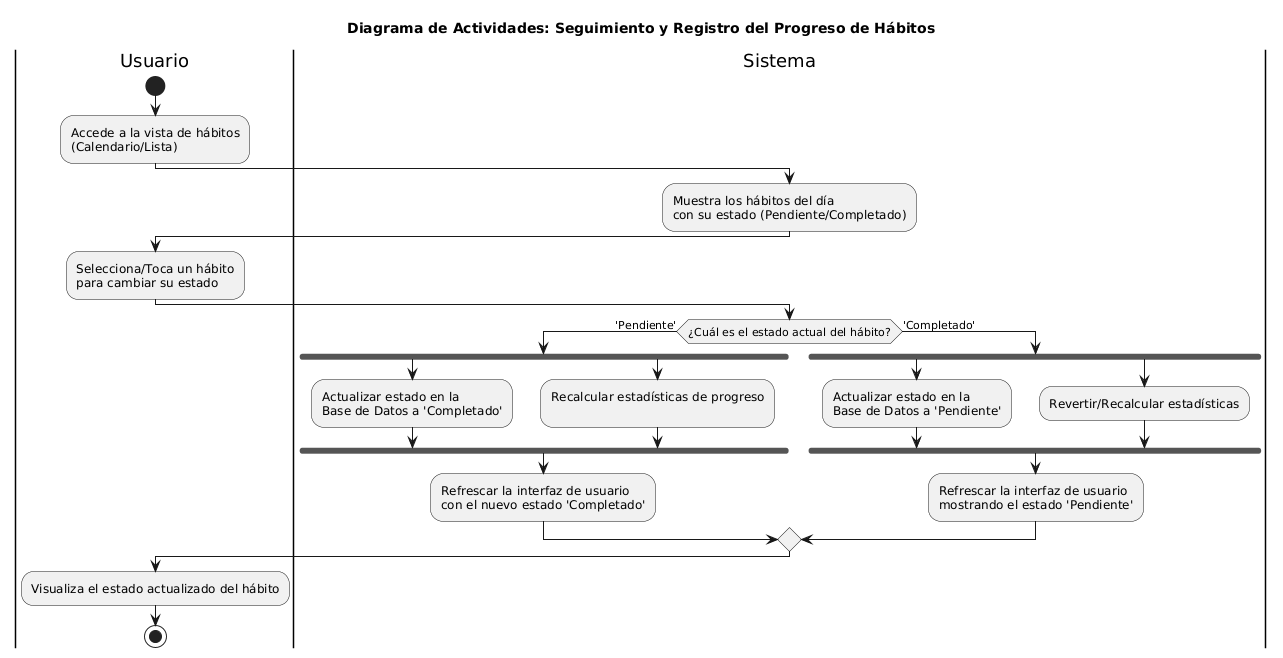 Diagrama de Actividades: Seguimiento y Registro del Progreso de Hábitos
Usuario
Sistema
Accede a la vista de hábitos
(Calendario/Lista)
Muestra los hábitos del día
con su estado (Pendiente/Completado)
Selecciona/Toca un hábito
para cambiar su estado
'Pendiente'
¿Cuál es el estado actual del hábito?
'Completado'
Actualizar estado en la
Base de Datos a 'Completado'
Recalcular estadísticas de progreso
Actualizar estado en la
Base de Datos a 'Pendiente'
Revertir/Recalcular estadísticas
Refrescar la interfaz de usuario
con el nuevo estado 'Completado'
Refrescar la interfaz de usuario
mostrando el estado 'Pendiente'
Visualiza el estado actualizado del hábito